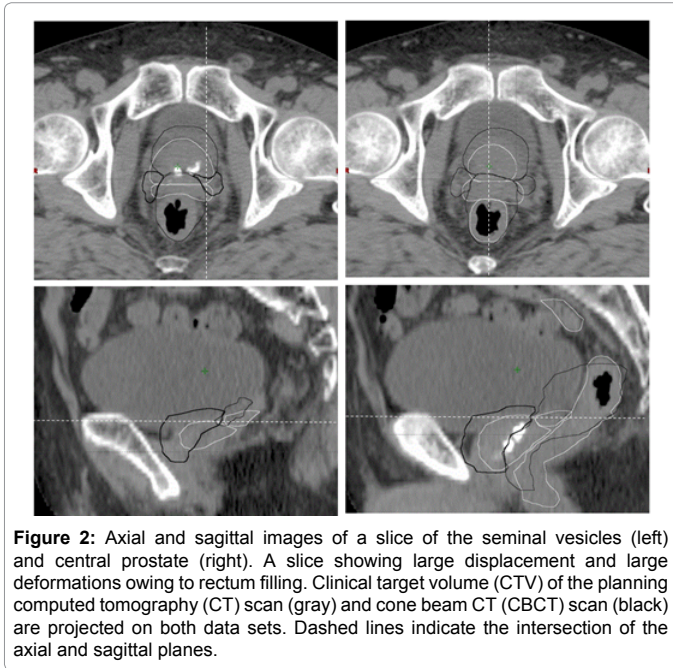 Figure 2: Axial and sagittal images of a slice of the seminal vesicles (left)
and central prostate (right). A slice showing large displacement and large
deformations owing to rectum filling. Clinical target volume (CTV) of the planning
computed tomography (CT) scan (gray) and cone beam CT (CBCT) scan (black)
are projected on both data sets. Dashed lines indicate the intersection of the
axial and sagittal planes.